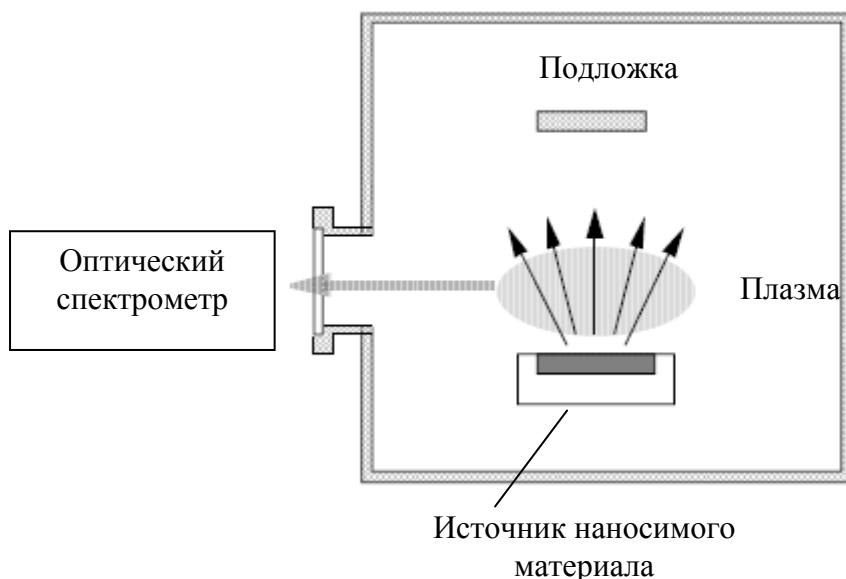 Подложка
Оптический
спектрометр
Плазма
Источник наносимого
материала